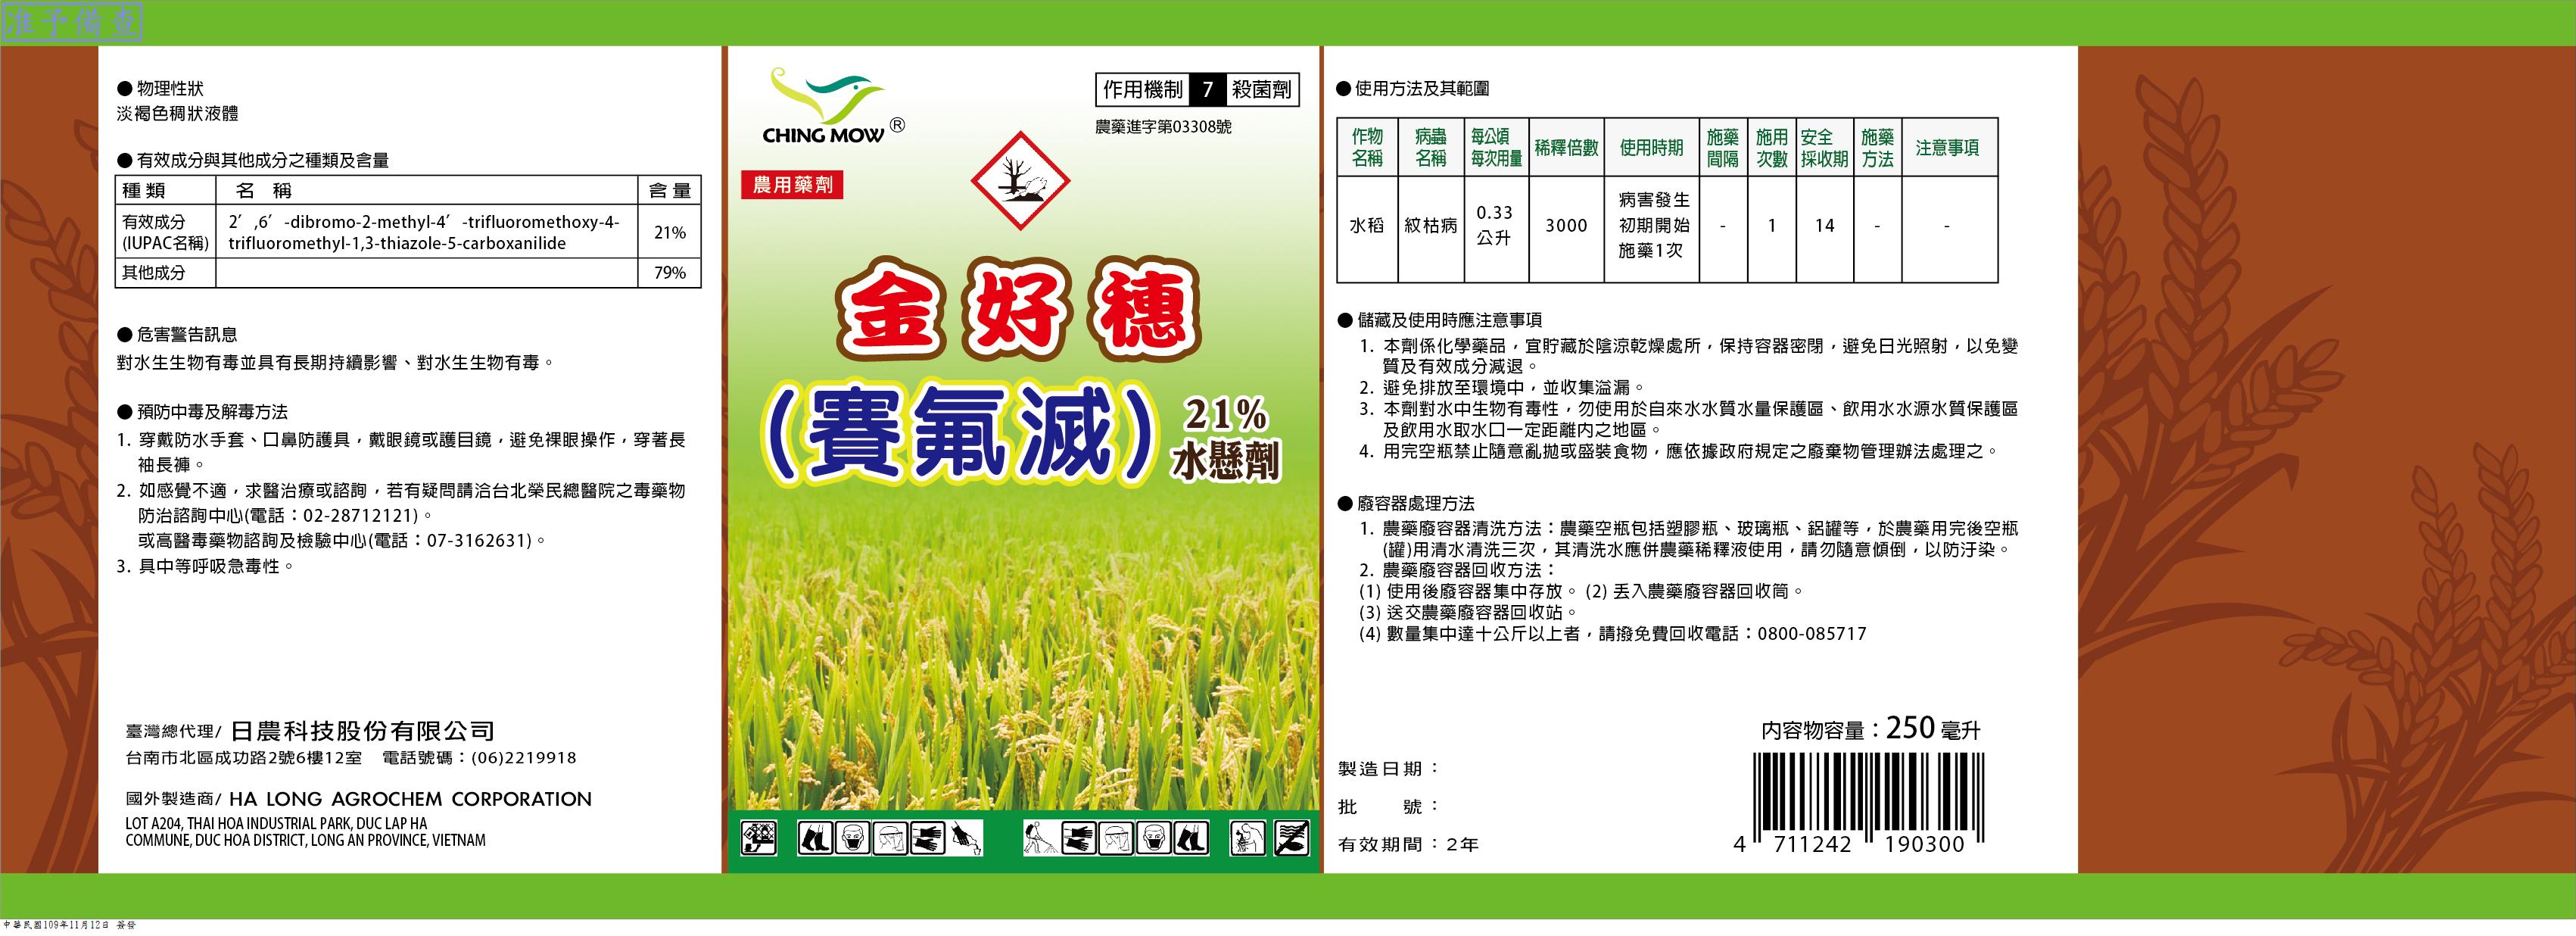 准予備查
● 物理性狀
淡褐色稠狀液體
● 有效成分與其他成分之種類及含量
種類 名 稱 含量
有效成分
(IUPAC名稱)
2′,6′-dibromo-2-methyl-4′-trifluoromethoxy-4-
trifluoromethyl-1,3-thiazole-5-carboxanilide
21%
其他成分 79%
● 危害警告訊息
對水生生物有毒並具有長期持續影響、對水生生物有毒。
● 預防中毒及解毒方法
1. 穿戴防水手套、口鼻防護具，戴眼鏡或護目鏡，避免裸眼操作，穿著長
袖長褲。
2. 如感覺不適，求醫治療或諮詢，若有疑問請洽台北榮民總醫院之毒藥物
防治諮詢中心(電話：02-28712121)。
或高醫毒藥物諮詢及檢驗中心(電話：07-3162631)。
3. 具中等呼吸急毒性。
臺灣總代理/ 日農科技股份有限公司
台南市北區成功路2號6樓12室 電話號碼：(06)2219918
國外製造商/ HA LONG AGROCHEM CORPORATION
LOT A204, THAI HOA INDUSTRIAL PARK, DUC LAP HA
COMMUNE, DUC HOA DISTRICT, LONG AN PROVINCE, VIETNAM
CHING MOW ®
作用機制 7 殺菌劑
農藥進字第03308號
農用藥劑
金好穗
(賽氟滅)
21%
水懸劑
● 使用方法及其範圍
作物
名稱
病蟲
名稱
每公頃
每次用量
稀釋倍數
使用時期
施藥
間隔
施用
次數
安全
採收期
施藥
方法
注意事項
水稻
紋枯病
0.33
公升
3000
病害發生
初期開始
施藥1次
-
1
14
-
-
● 儲藏及使用時應注意事項
1. 本劑係化學藥品，宜貯藏於陰涼乾燥處所，保持容器密閉，避免日光照射，以免變
質及有效成分減退。
2. 避免排放至環境中，並收集溢漏。
3. 本劑對水中生物有毒性，勿使用於自來水水質水量保護區、飲用水水源水質保護區
及飲用水取水口一定距離內之地區。
4. 用完空瓶禁止隨意亂拋或盛裝食物，應依據政府規定之廢棄物管理辦法處理之。
● 廢容器處理方法
1. 農藥廢容器清洗方法：農藥空瓶包括塑膠瓶、玻璃瓶、鋁罐等，於農藥用完後空瓶
(罐)用清水清洗三次，其清洗水應併農藥稀釋液使用，請勿隨意傾倒，以防汙染。
2. 農藥廢容器回收方法：
(1) 使用後廢容器集中存放。(2) 丟入農藥廢容器回收筒。
(3) 送交農藥廢容器回收站。
(4) 數量集中達十公斤以上者，請撥免費回收電話：0800-085717
內容物容量：250 毫升
製造日期：
批 號：
有效期間：2年
4 711242 190300
中華民國109年11月12日 簽發